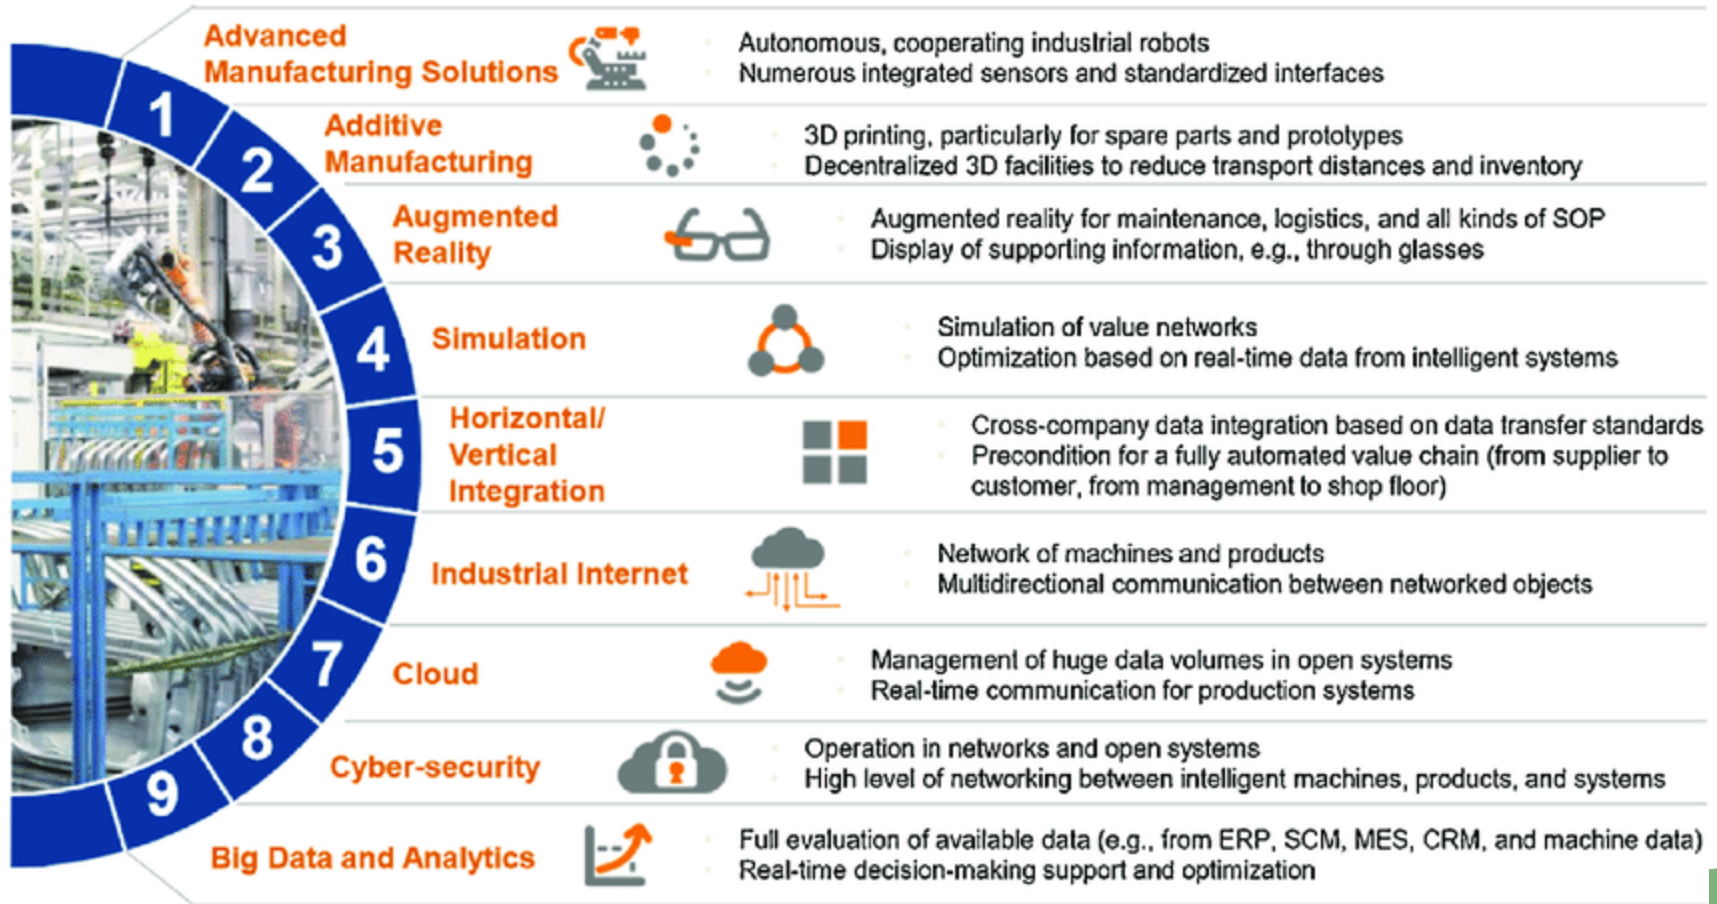 1
Advanced
Manufacturing Solutions
Autonomous, cooperating industrial robots
Numerous integrated sensors and standardized interfaces
2
Additive
Manufacturing
3D printing, particularly for spare parts and prototypes
Decentralized 3D facilities to reduce transport distances and inventory
3
Augmented
Reality
Augmented reality for maintenance, logistics, and all kinds of SOP
Display of supporting information, e.g., through glasses
4
Simulation
Simulation of value networks
Optimization based on real-time data from intelligent systems
5
Horizontal/
Vertical
Integration
Cross-company data integration based on data transfer standards
Precondition for a fully automated value chain (from supplier to
customer, from management to shop floor)
6
Industrial Internet
Network of machines and products
Multidirectional communication between networked objects
7
Cloud
Management of huge data volumes in open systems
Real-time communication for production systems
8
Cyber-security
Operation in networks and open systems
High level of networking between intelligent machines, products, and systems
9
Big Data and Analytics
Full evaluation of available data (e.g., from ERP, SCM, MES, CRM, and machine data)
Real-time decision-making support and optimization